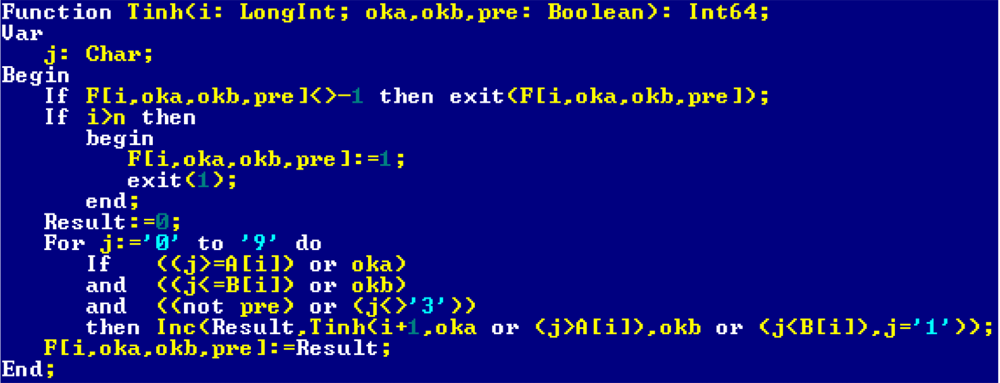 Function Tinh(i: LongInt; oka,okb,pre: Boolean): Int64;
Var
   j: Char;
Begin
   If F[i,oka,okb,pre]<>-1 then exit(F[i,oka,okb,pre]);
   If i>n then
      begin
         F[i,oka,okb,pre]:=1;
         exit(1);
      end;
   Result:=0;
   For j:='0' to '9' do
      If   ((j>=A[i]) or oka)
      and  ((j<=B[i]) or okb)
      and  ((not pre) or (j<>'3'))
      then Inc(Result,Tinh(i+1,oka or (j>A[i]),okb or (j<B[i]),j='1'));
   F[i,oka,okb,pre]:=Result;
End;